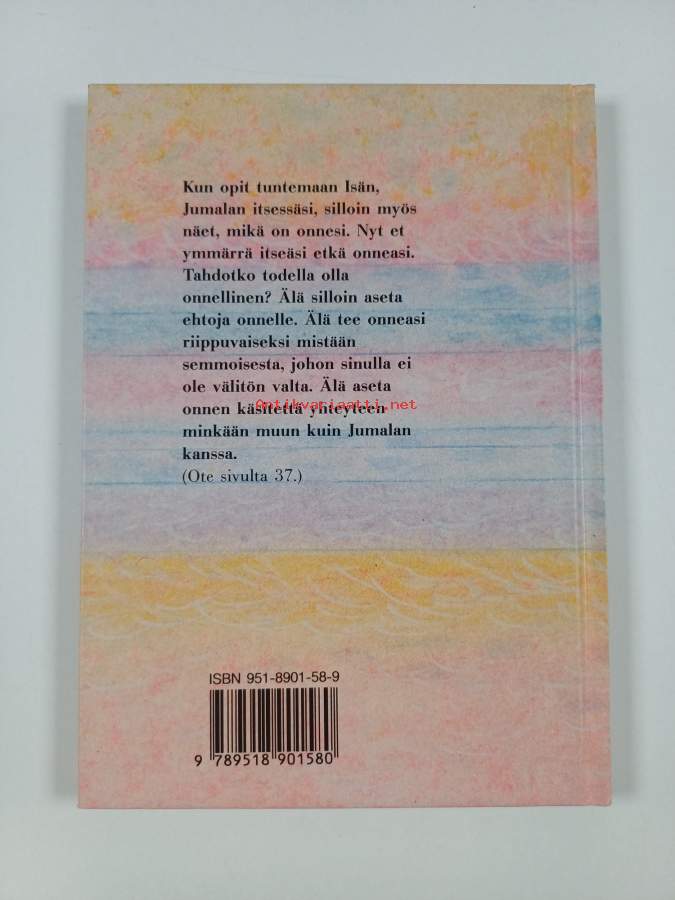 Kun opit tuntemaan Isän,
Jumalan itsessäsi, silloin myös
näet, mikä on onnesi. Nyt et
ymmärrä itseäsi etkä onneasi.
Tahdotko todella olla
onnellinen? Älä silloin aseta
ehtoja onnelle. Älä tee onneasi
riippuvaiseksi mistään
semmoisesta, johon sinulla ei
ole välitön valta. Älä aseta
Antikvariaatti.net
onnen käsitettä yhteyteen
minkään muun kuin Jumalan
kanssa.
(Ote sivulta 37.)
ISBN 951-8901-58-9
9 789518 901580